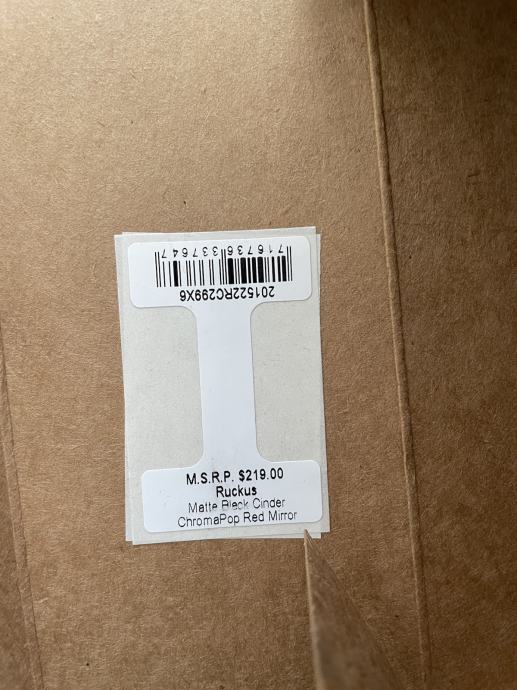 201522RC299X6
716736337647
M.S.R.P. $219.00
Ruckus
Matte Black Cinder
ChromaPop Red Mirror